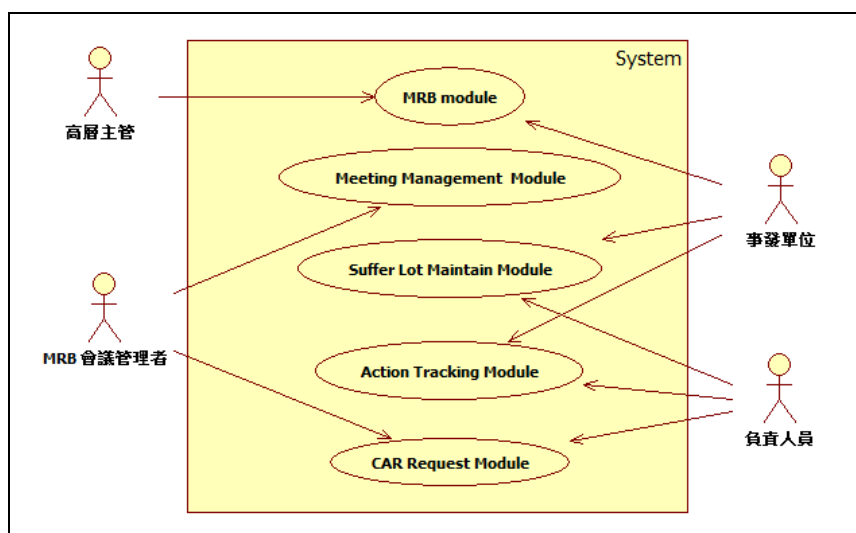 System
MRB module
高層主管
Meeting Management Module
事發單位
Suffer Lot Maintain Module
MRB 會議管理者
Action Tracking Module
負責人員
CAR Request Module